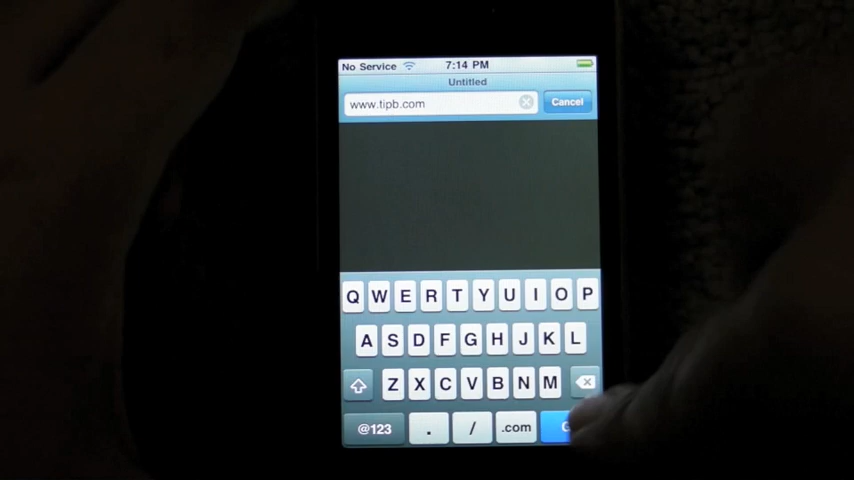 No Service 7:14 PM
Untitled
www.tipb.com Cancel
Q W E R T Y U I O P
A S D F G H J K L
Z X C V B N M
@123 . / .com G